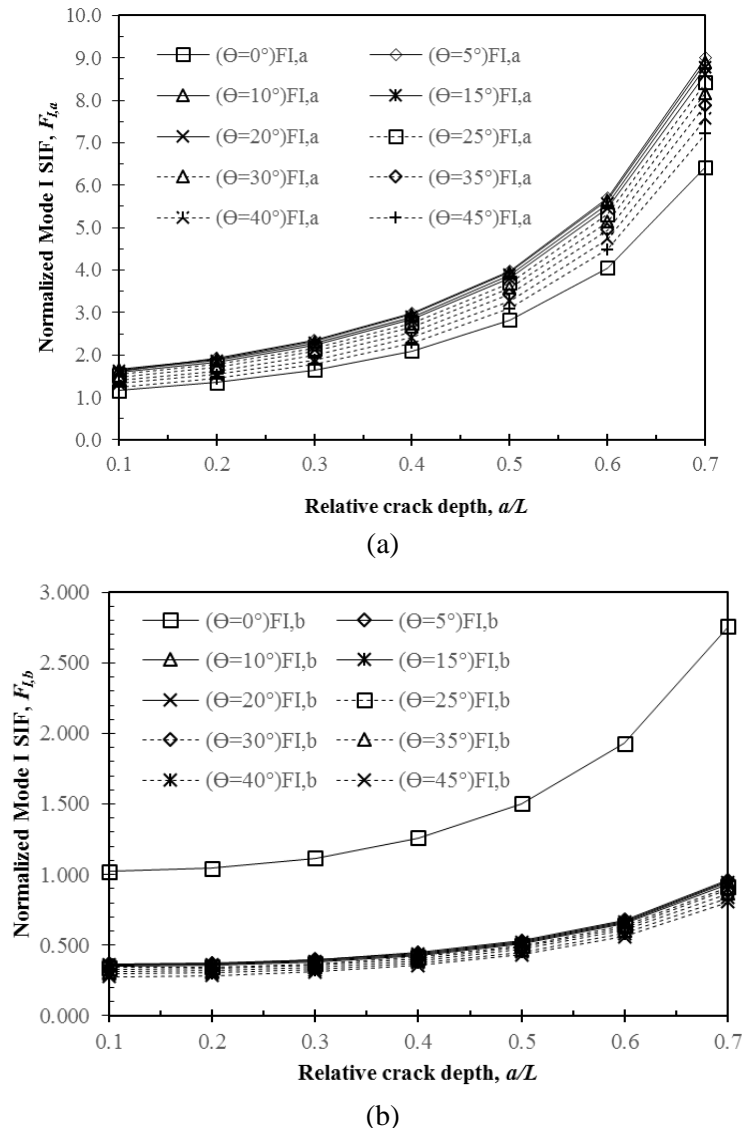 Normalized Mode I SIF, F_I,a
10.0
9.0
8.0
7.0
6.0
5.0
4.0
3.0
2.0
1.0
0.0
(Θ=0°)FI,a (Θ=5°)FI,a
(Θ=10°)FI,a (Θ=15°)FI,a
(Θ=20°)FI,a (Θ=25°)FI,a
(Θ=30°)FI,a (Θ=35°)FI,a
(Θ=40°)FI,a (Θ=45°)FI,a
0.1 0.2 0.3 0.4 0.5 0.6 0.7
Relative crack depth, a/L
(a)
Normalized Mode I SIF, F_I,b
3.000
2.500
2.000
1.500
1.000
0.500
0.000
(Θ=0°)FI,b (Θ=5°)FI,b
(Θ=10°)FI,b (Θ=15°)FI,b
(Θ=20°)FI,b (Θ=25°)FI,b
(Θ=30°)FI,b (Θ=35°)FI,b
(Θ=40°)FI,b (Θ=45°)FI,b
0.1 0.2 0.3 0.4 0.5 0.6 0.7
Relative crack depth, a/L
(b)